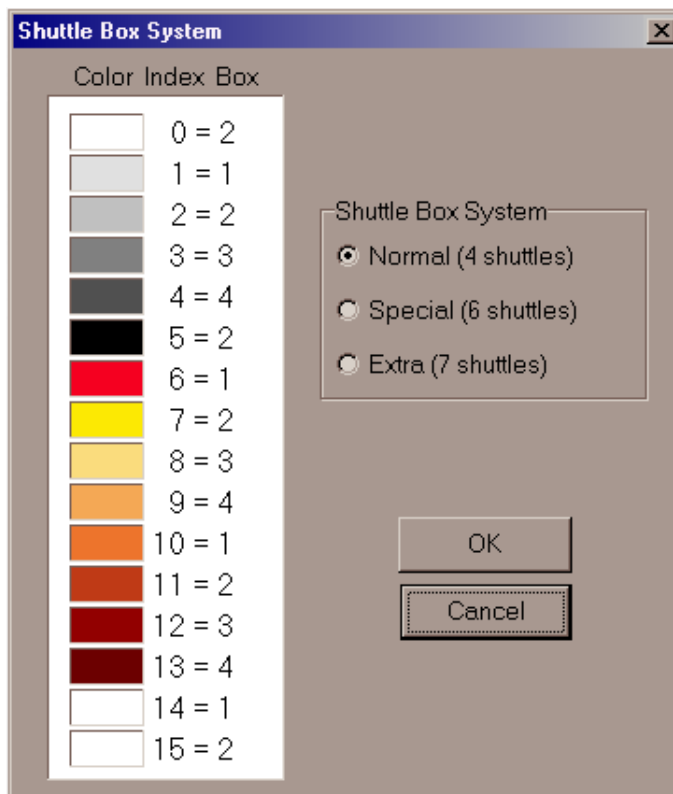 Shuttle Box System
Color Index Box
0 = 2
1 = 1
2 = 2
3 = 3
4 = 4
5 = 2
6 = 1
7 = 2
8 = 3
9 = 4
10 = 1
11 = 2
12 = 3
13 = 4
14 = 1
15 = 2
Shuttle Box System
Normal (4 shuttles)
Special (6 shuttles)
Extra (7 shuttles)
OK
Cancel